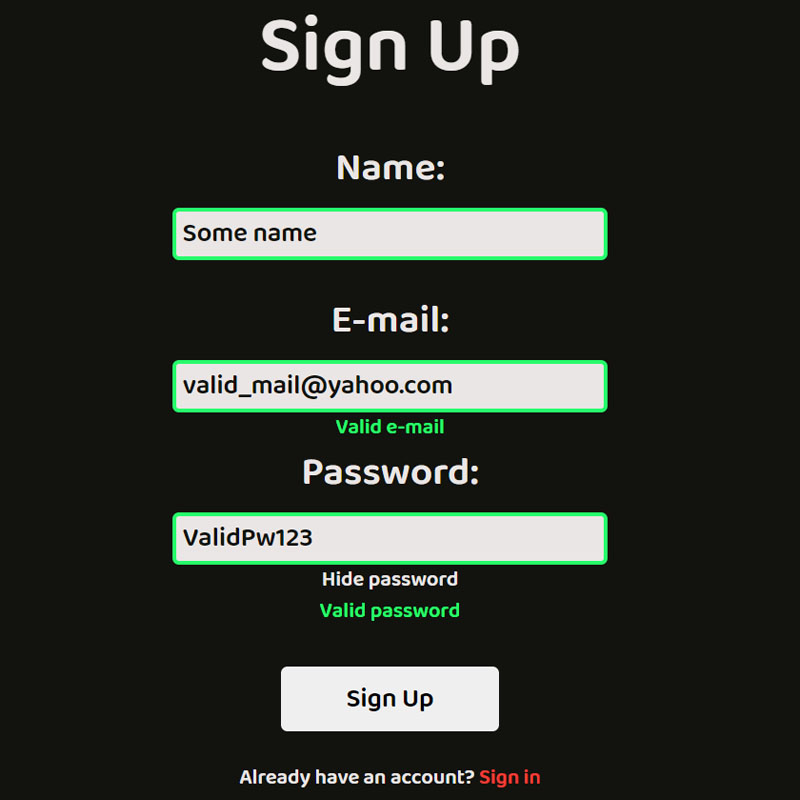 Sign Up
Name:
Some name
E-mail:
valid_mail@yahoo.com
Valid e-mail
Password:
ValidPw123
Hide password
Valid password
Sign Up
Already have an account? Sign in